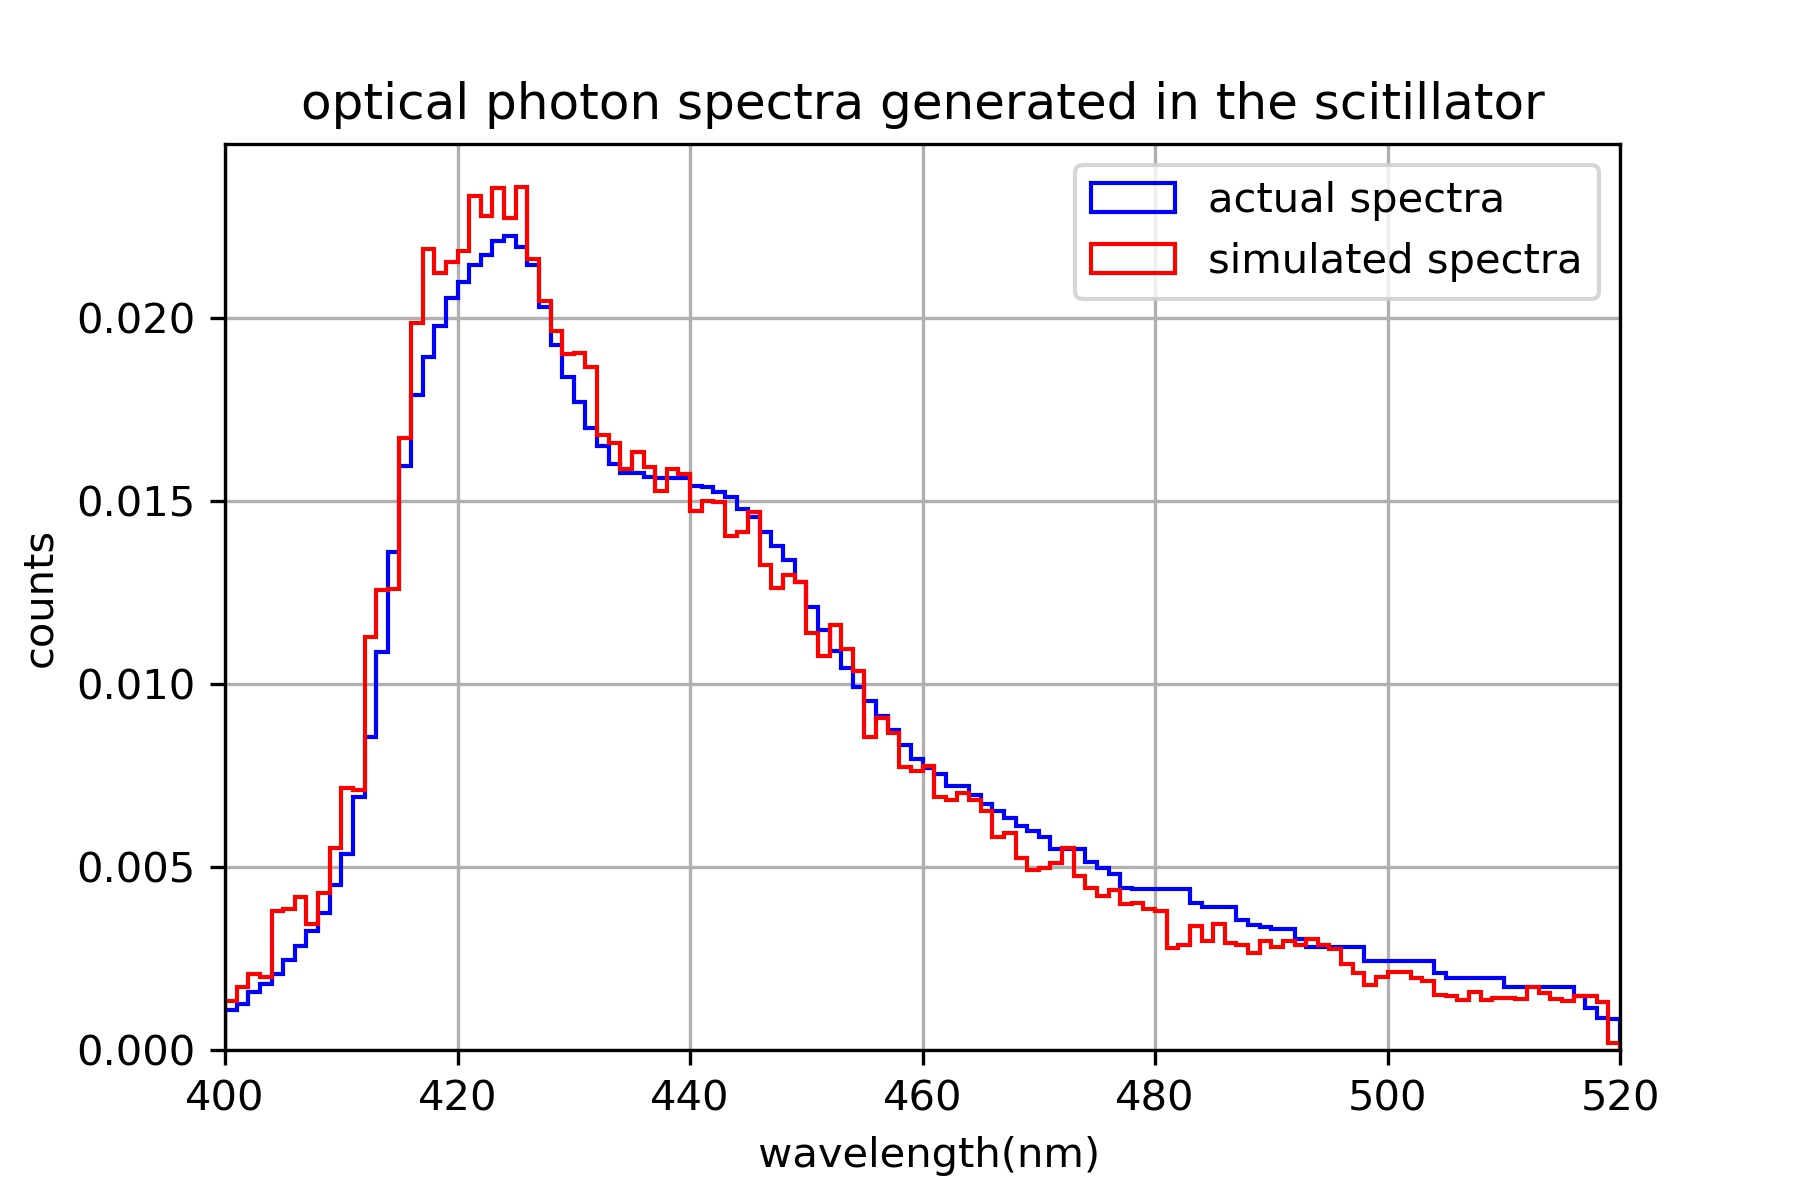 optical photon spectra generated in the scitillator
actual spectra
simulated spectra
0.020
0.015
0.010
0.005
0.000
counts
400 420 440 460 480 500 520
wavelength(nm)